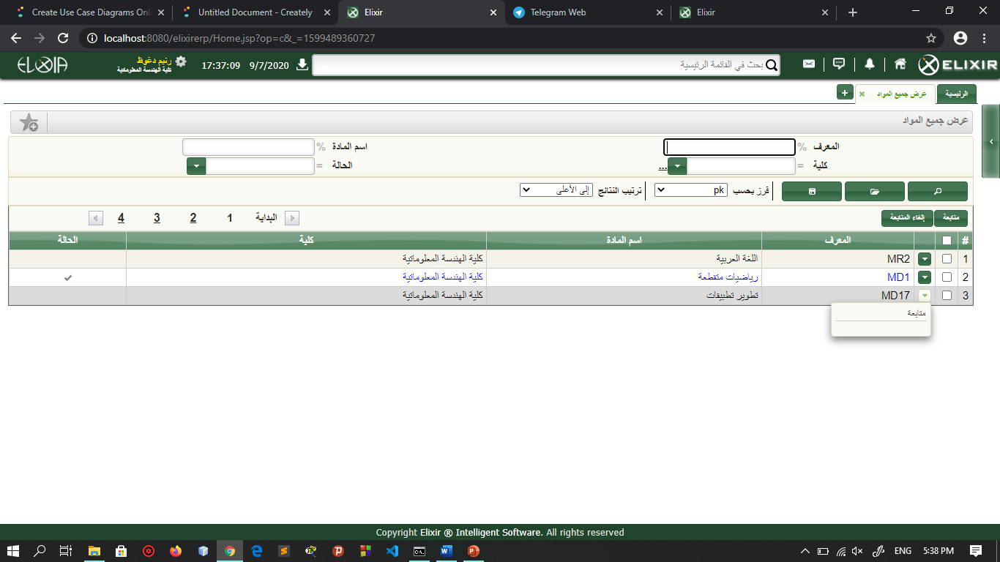 Create Use Case Diagrams Onl
Untitled Document - Creately
Elixir
Telegram Web
Elixir
localhost:8080/elixirerp/Home.jsp?op=c&_=1599489360727
ELIXIR
بحث في القائمة الرئيسية
9/7/2020
17:37:09
رنيم دغوظ
كلية الهندسة المعلوماتية
الرئيسية
عرض جميع المواد
عرض جميع المواد
المعرف %
اسم المادة %
كلية = ...
الحالة =
فرز بحسب pk
ترتيب النتائج إلى الأعلى
متابعة إلغاء المتابعة
البداية 1 2 3 4
# المعرف اسم المادة كلية الحالة
1 MR2 اللغة العربية كلية الهندسة المعلوماتية
2 MD1 رياضيات متقطعة كلية الهندسة المعلوماتية
3 MD17 تطوير تطبيقات كلية الهندسة المعلوماتية
متابعة
Copyright Elixir ® Intelligent Software. All rights reserved
ENG
5:38 PM